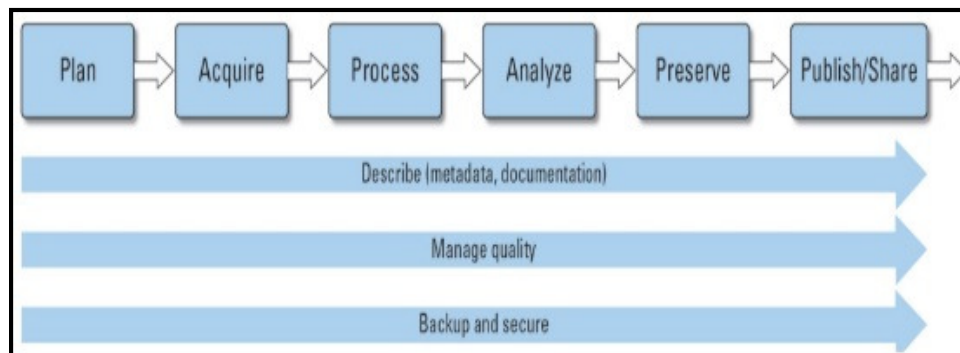 Plan
Acquire
Process
Analyze
Preserve
Publish/Share
Describe (metadata, documentation)
Manage quality
Backup and secure